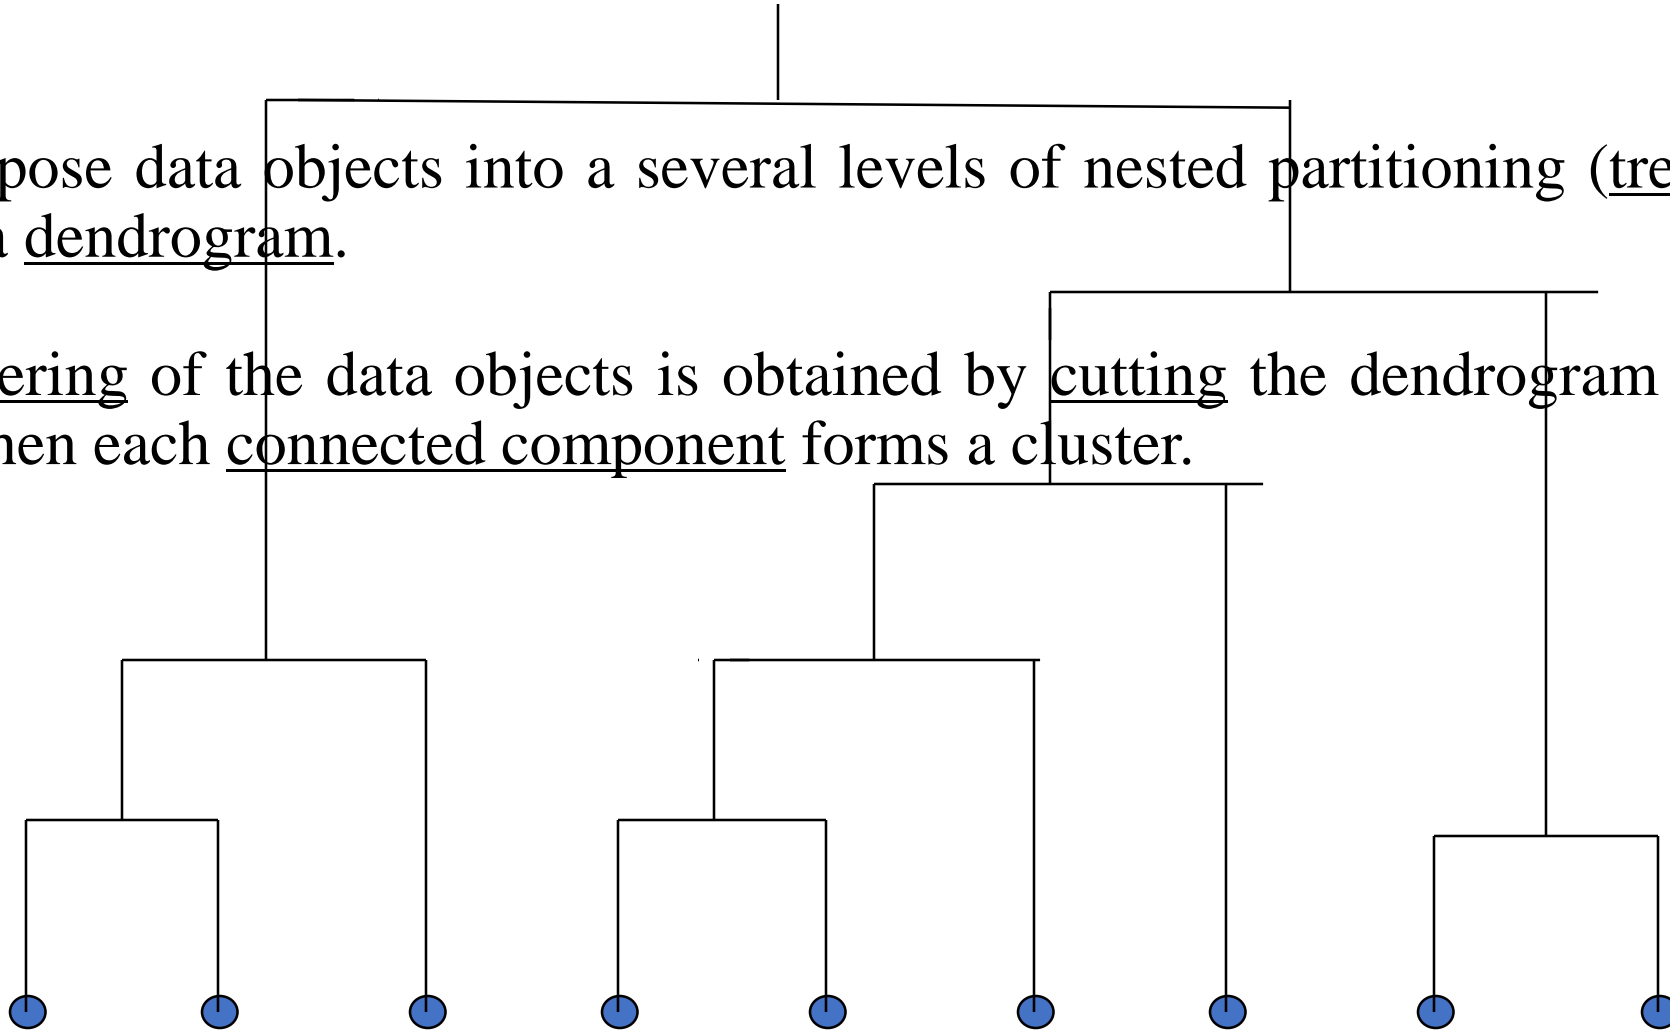 pose data objects into a several levels of nested partitioning (tre
a dendrogram.
ering of the data objects is obtained by cutting the dendrogram
hen each connected component forms a cluster.